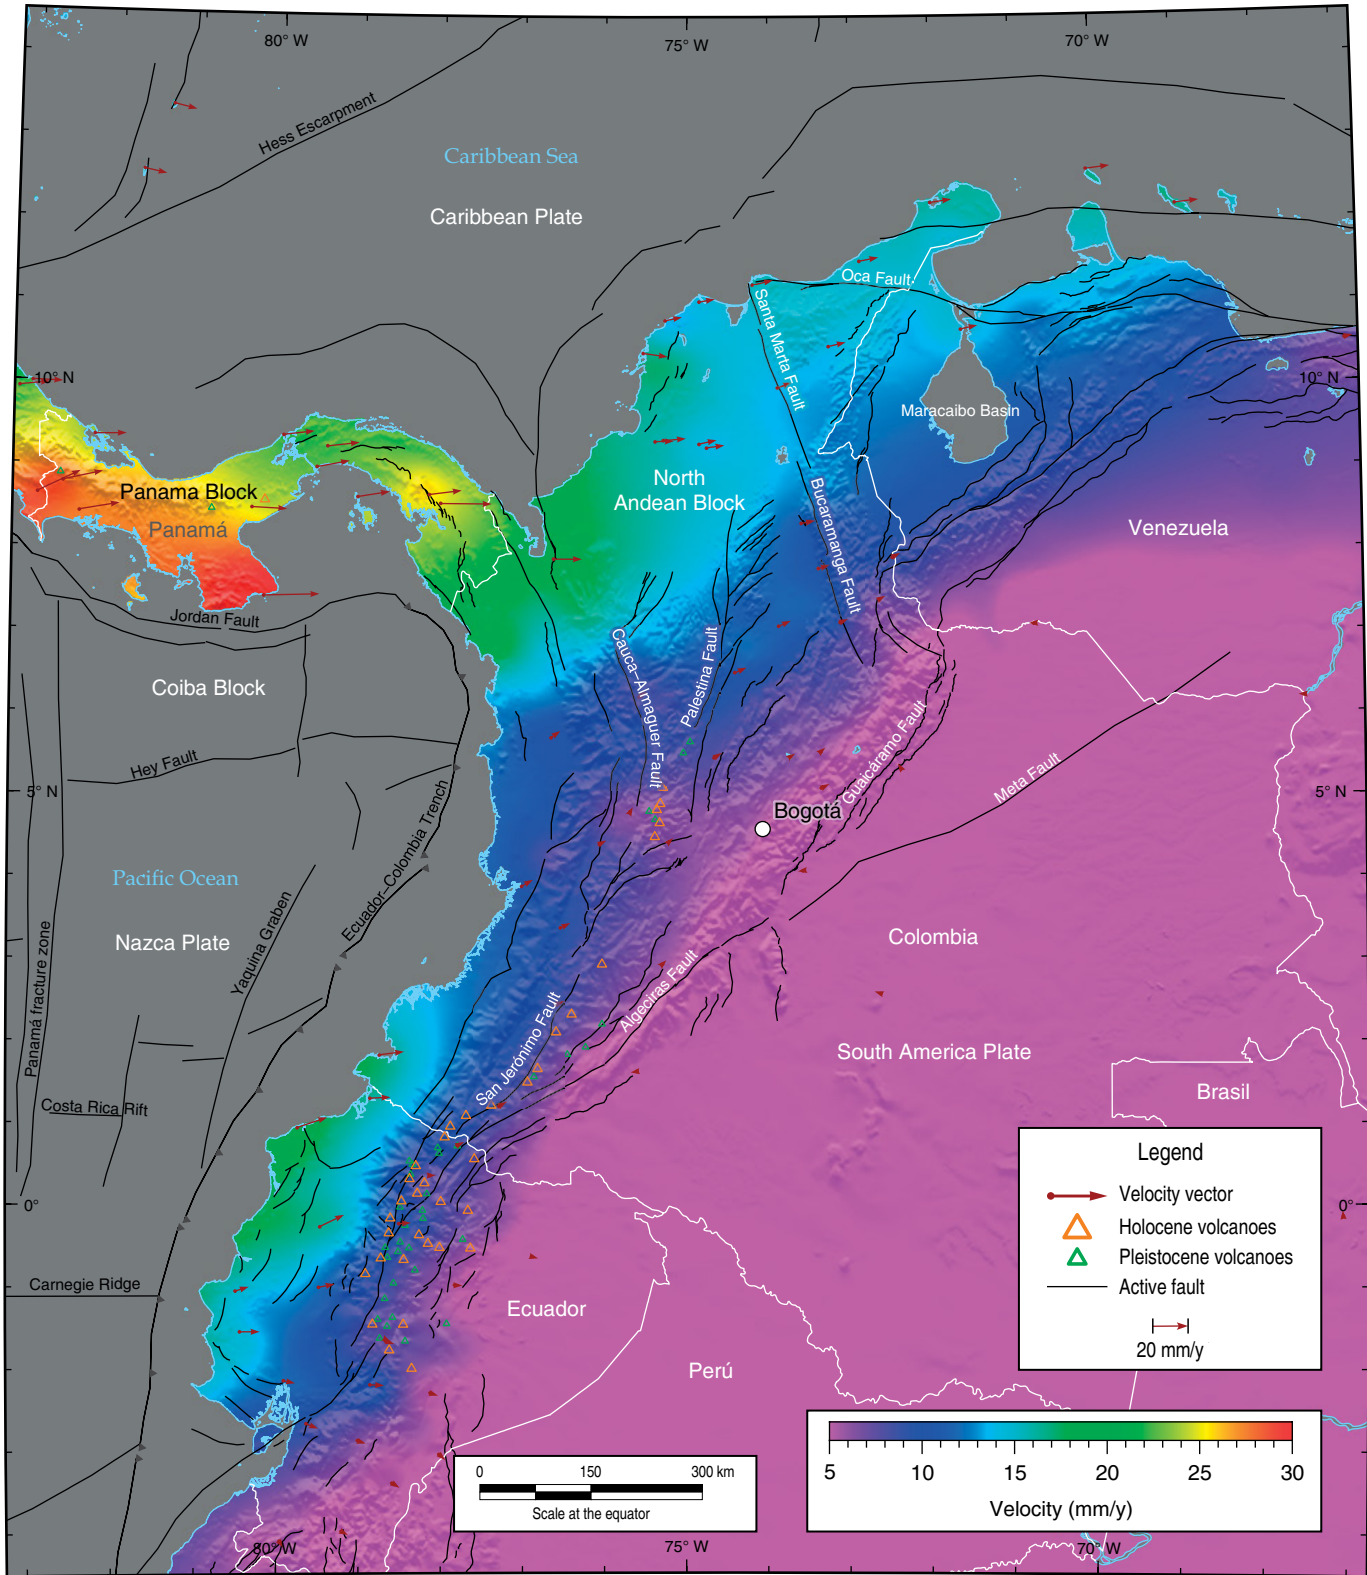 80° W
75° W
70° W
Hess Escarpment
Caribbean Sea
Caribbean Plate
Oca Fault
Santa Marta Fault
10° N
10° N
Maracaibo Basin
Panama Block
Panamá
North
Andean Block
Bucaramanga Fault
Venezuela
Jordan Fault
Cauca–Almaguer Fault
Palestina Fault
Coiba Block
Guaicáramo Fault
Hey Fault
Meta Fault
5° N
5° N
Bogotá
Ecuador–Colombia Trench
Pacific Ocean
Nazca Plate
Yaquina Graben
Colombia
Panamá fracture zone
Algeciras Fault
San Jerónimo Fault
South America Plate
Brasil
Costa Rica Rift
Legend
Velocity vector
Holocene volcanoes
Pleistocene volcanoes
Active fault
20 mm/y
0°
0°
Carnegie Ridge
Ecuador
Perú
0 150 300 km
Scale at the equator
5 10 15 20 25 30
Velocity (mm/y)
80° W
75° W
70° W